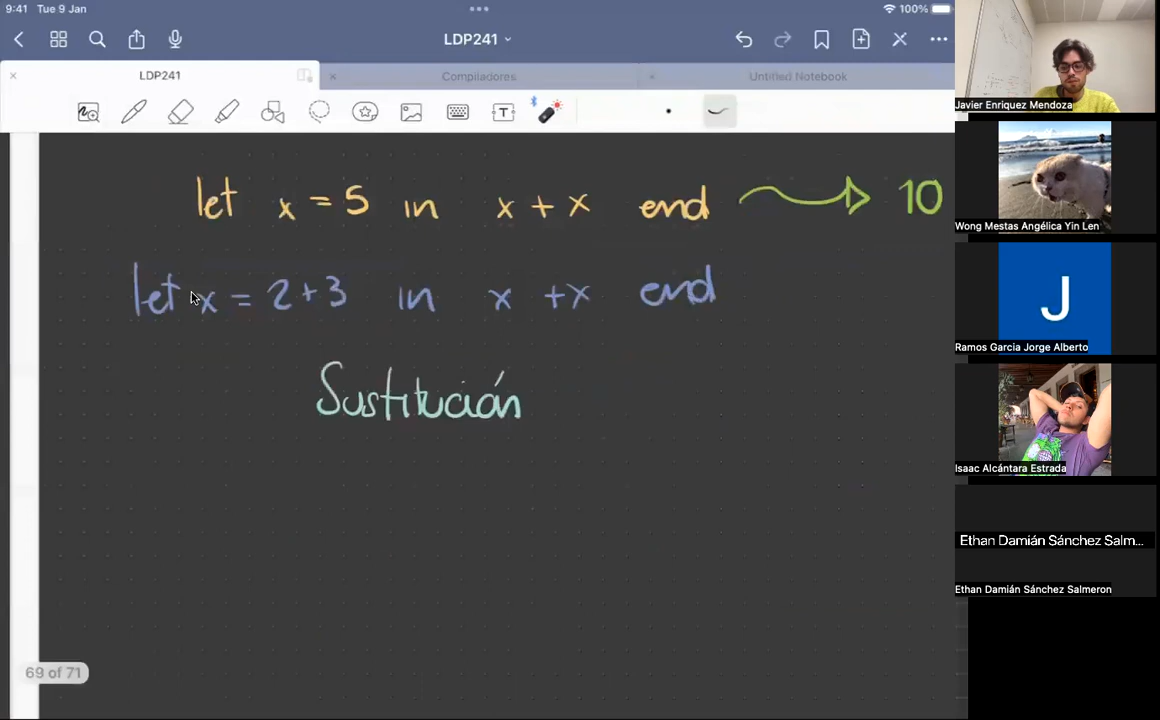 9:41 Tue 9 Jan
100%
LDP241
LDP241
Compiladores
Untitled Notebook
T
let x = 5 in x + x end 10
let x = 2 + 3 in x + x end
Sustitución
69 of 71
Javier Enriquez Mendoza
Wong Mestas Angélica Yin Len
J
Ramos Garcia Jorge Alberto
Isaac Alcántara Estrada
Ethan Damián Sánchez Salm...
Ethan Damián Sánchez Salmeron